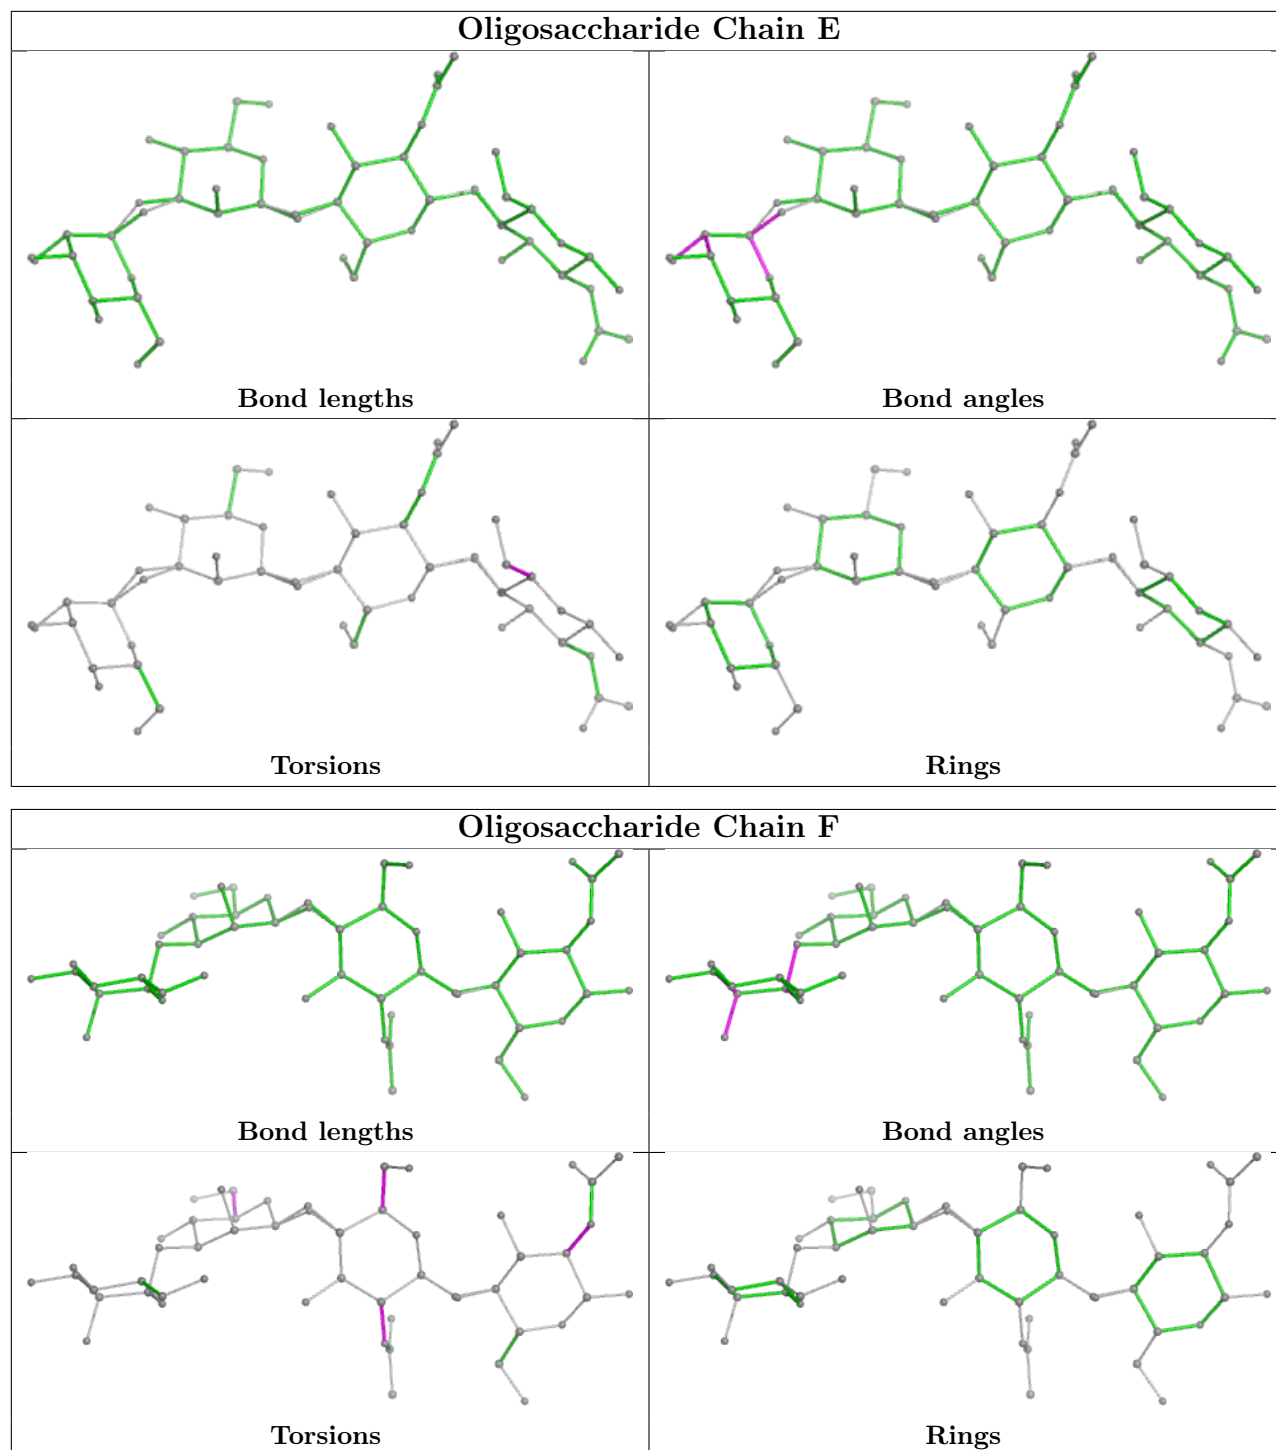 Oligosaccharide Chain E
Bond lengths
Bond angles
Torsions
Rings
Oligosaccharide Chain F
Bond lengths
Bond angles
Torsions
Rings